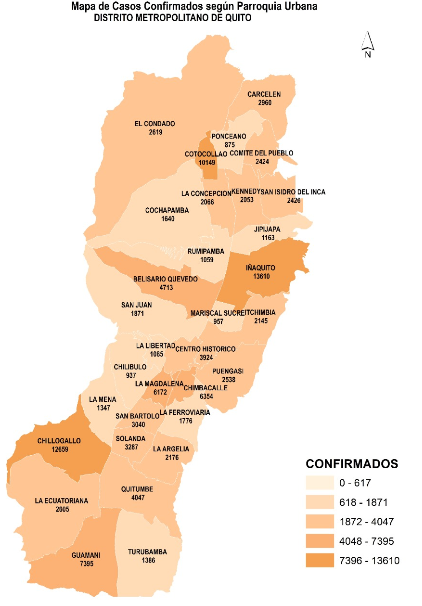 Mapa de Casos Confirmados según Parroquia Urbana
DISTRITO METROPOLITANO DE QUITO
N
CARCELEN
2960
EL CONDADO
2619
PONCEANO
875
COTOCOLLAO
10149
COMITE DEL PUEBLO
2424
LA CONCEPCION
2066
KENNEDY
2053
SAN ISIDRO DEL INCA
2426
COCHAPAMBA
1640
JIPIJAPA
1163
RUMIPAMBA
1059
IÑAQUITO
13610
BELISARIO QUEVEDO
4713
SAN JUAN
1871
MARISCAL SUCRE
957
ITCHIMBIA
2145
LA LIBERTAD
1065
CENTRO HISTORICO
3924
CHILIBULO
937
PUENGASI
2538
LA MAGDALENA
6172
CHIMBACALLE
6354
LA MENA
1347
SAN BARTOLO
3040
LA FERROVIARIA
1776
CHILLOGALLO
12659
SOLANDA
3287
LA ARGELIA
2176
QUITUMBE
4047
LA ECUATORIANA
2605
GUAMANI
7395
TURUBAMBA
1386
CONFIRMADOS
0 - 617
618 - 1871
1872 - 4047
4048 - 7395
7396 - 13610